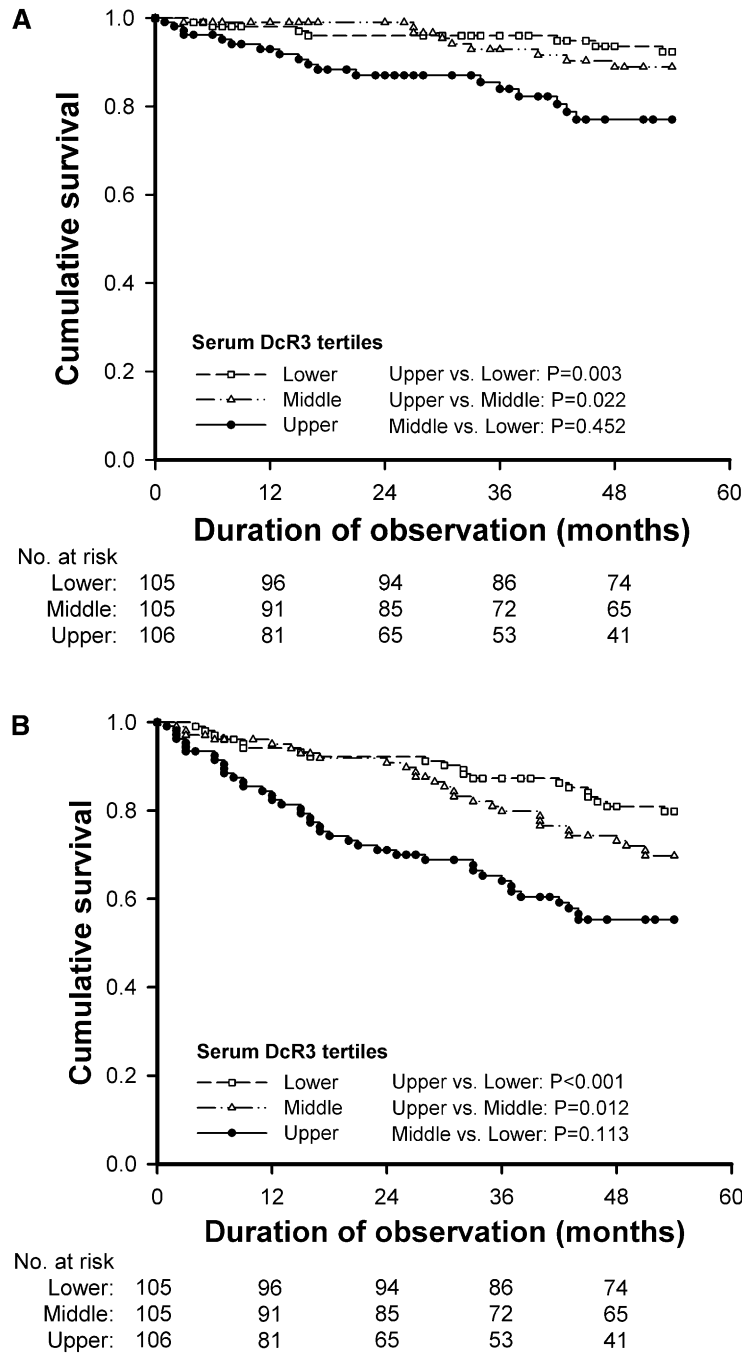 A
Cumulative survival
1.0
0.8
0.6
0.4
0.2
0.0
Serum DcR3 tertiles
Lower Upper vs. Lower: P=0.003
Middle Upper vs. Middle: P=0.022
Upper Middle vs. Lower: P=0.452
0 12 24 36 48 60
Duration of observation (months)
No. at risk
Lower: 105 96 94 86 74
Middle: 105 91 85 72 65
Upper: 106 81 65 53 41
B
Cumulative survival
1.0
0.8
0.6
0.4
0.2
0.0
Serum DcR3 tertiles
Lower Upper vs. Lower: P<0.001
Middle Upper vs. Middle: P=0.012
Upper Middle vs. Lower: P=0.113
0 12 24 36 48 60
Duration of observation (months)
No. at risk
Lower: 105 96 94 86 74
Middle: 105 91 85 72 65
Upper: 106 81 65 53 41